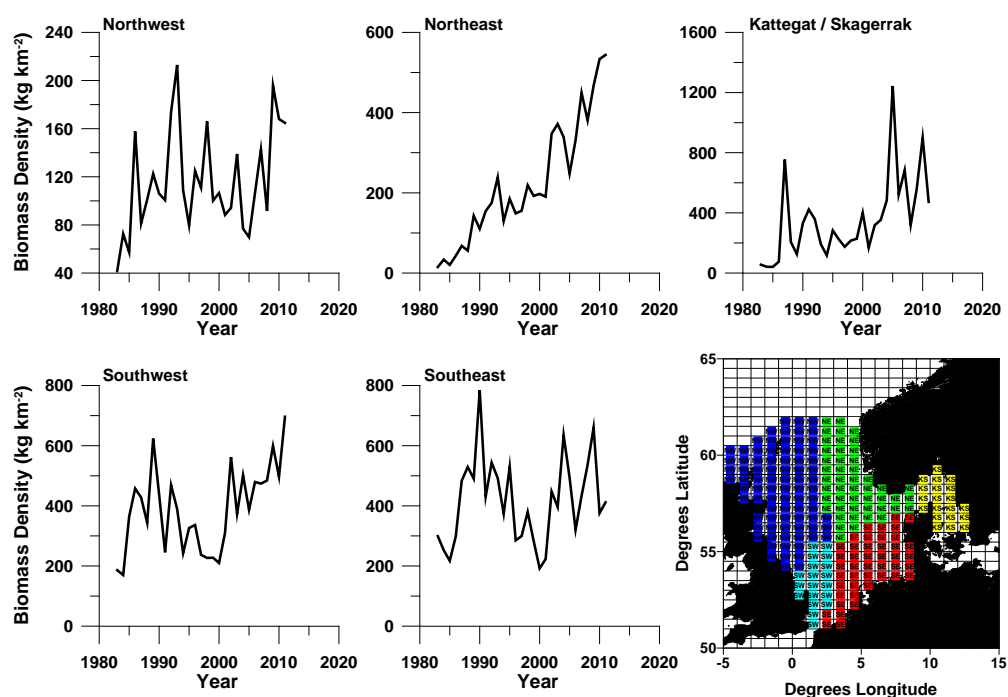 Northwest
240
200
160
120
80
40
Biomass Density (kg km-2)
1980 1990 2000 2010 2020
Year
Northeast
600
400
200
0
1980 1990 2000 2010 2020
Year
Kattegat / Skagerrak
1600
1200
800
400
0
1980 1990 2000 2010 2020
Year
Southwest
800
600
400
200
0
Biomass Density (kg km-2)
1980 1990 2000 2010 2020
Year
Southeast
800
600
400
200
0
1980 1990 2000 2010 2020
Year
65
60
55
50
Degrees Latitude
-5 0 5 10 15
Degrees Longitude